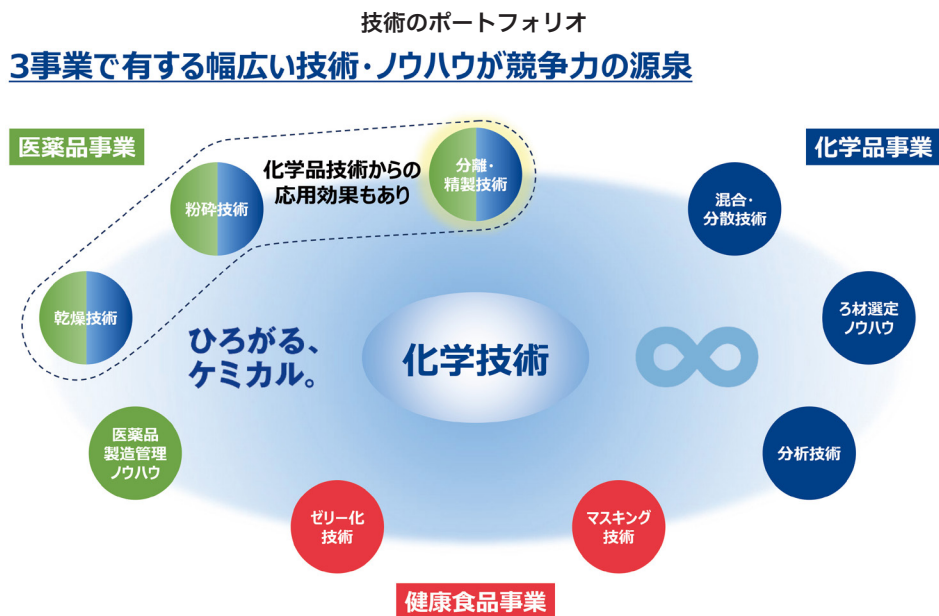 技術のポートフォリオ
3事業で有する幅広い技術・ノウハウが競争力の源泉
医薬品事業
化学品事業
化学品技術からの
応用効果もあり
分離・
精製技術
粉砕技術
混合・
分散技術
乾燥技術
ろ材選定
ノウハウ
ひろがる、
ケミカル。
化学技術
医薬品
製造管理
ノウハウ
分析技術
ゼリー化
技術
マスキング
技術
健康食品事業